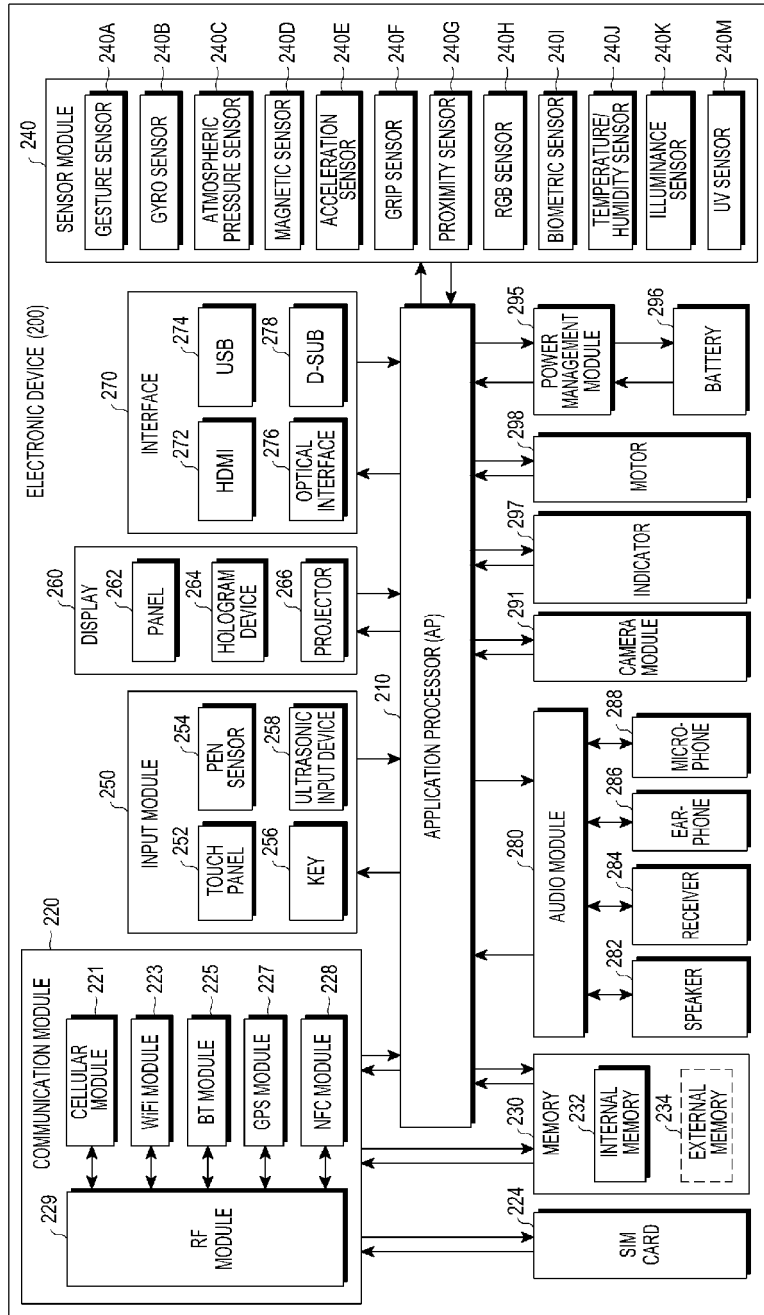 ELECTRONIC DEVICE (200)
COMMUNICATION MODULE
220
229
RF
MODULE
CELLULAR
MODULE
221
WiFi MODULE
223
BT MODULE
225
GPS MODULE
227
NFC MODULE
228
INPUT MODULE
250
252
TOUCH
PANEL
254
PEN
SENSOR
256
KEY
258
ULTRASONIC
INPUT DEVICE
DISPLAY
260
262
PANEL
264
HOLOGRAM
DEVICE
266
PROJECTOR
INTERFACE
270
272
HDMI
274
USB
276
OPTICAL
INTERFACE
278
D-SUB
SENSOR MODULE
240
GESTURE SENSOR
240A
GYRO SENSOR
240B
ATMOSPHERIC
PRESSURE SENSOR
240C
MAGNETIC SENSOR
240D
ACCELERATION
SENSOR
240E
GRIP SENSOR
240F
PROXIMITY SENSOR
240G
RGB SENSOR
240H
BIOMETRIC SENSOR
240I
TEMPERATURE/
HUMIDITY SENSOR
240J
ILLUMINANCE
SENSOR
240K
UV SENSOR
240M
210
APPLICATION PROCESSOR (AP)
224
SIM
CARD
230
MEMORY
232
INTERNAL
MEMORY
234
EXTERNAL
MEMORY
280
AUDIO MODULE
282
SPEAKER
284
RECEIVER
286
EAR-
PHONE
288
MICRO-
PHONE
291
CAMERA
MODULE
297
INDICATOR
298
MOTOR
295
POWER
MANAGEMENT
MODULE
296
BATTERY